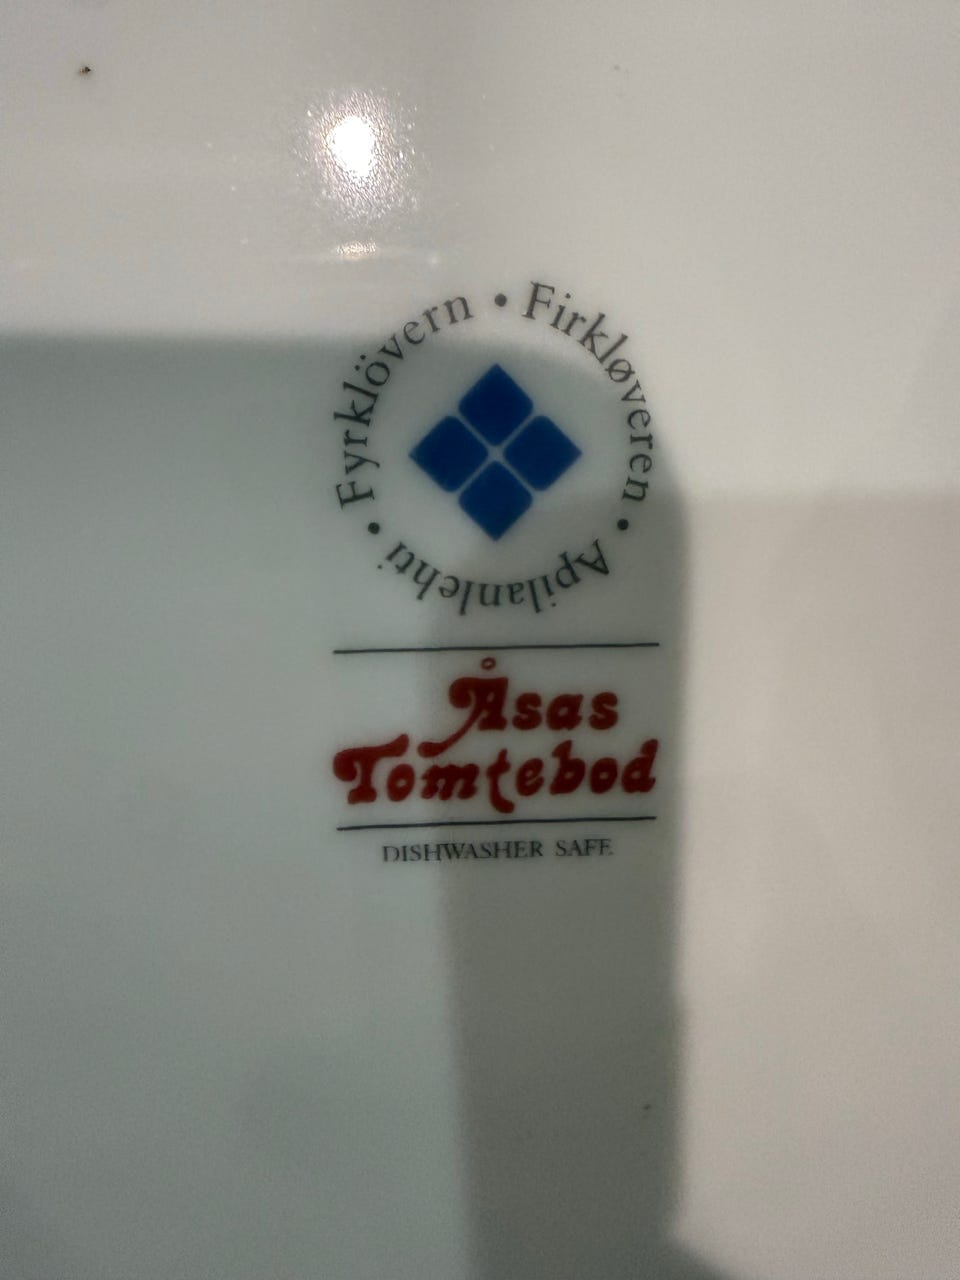 Fyrklövern • Firkløveren • Apilanlehti •
Åsas
Tomtebod
DISHWASHER SAFE